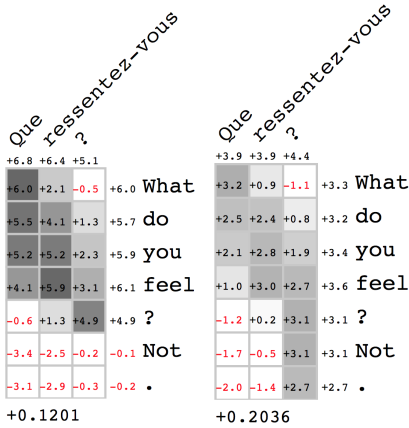 Que ressentez-vous ?
+6.8 +6.4 +5.1
+6.0 +2.1 -0.5 +6.0 What
+5.5 +4.1 +1.3 +5.7 do
+5.2 +5.2 +2.3 +5.9 you
+4.1 +5.9 +3.1 +6.1 feel
-0.6 +1.3 +4.9 +4.9 ?
-3.4 -2.5 -0.2 -0.1 Not
-3.1 -2.9 -0.3 -0.2 .
+0.1201
Que ressentez-vous ?
+3.9 +3.9 +4.4
+3.2 +0.9 -1.1 +3.3 What
+2.5 +2.4 +0.8 +3.2 do
+2.1 +2.8 +1.9 +3.4 you
+1.0 +3.0 +2.7 +3.6 feel
-1.2 +0.2 +3.1 +3.1 ?
-1.7 -0.5 +3.1 +3.1 Not
-2.0 -1.4 +2.7 +2.7 .
+0.2036